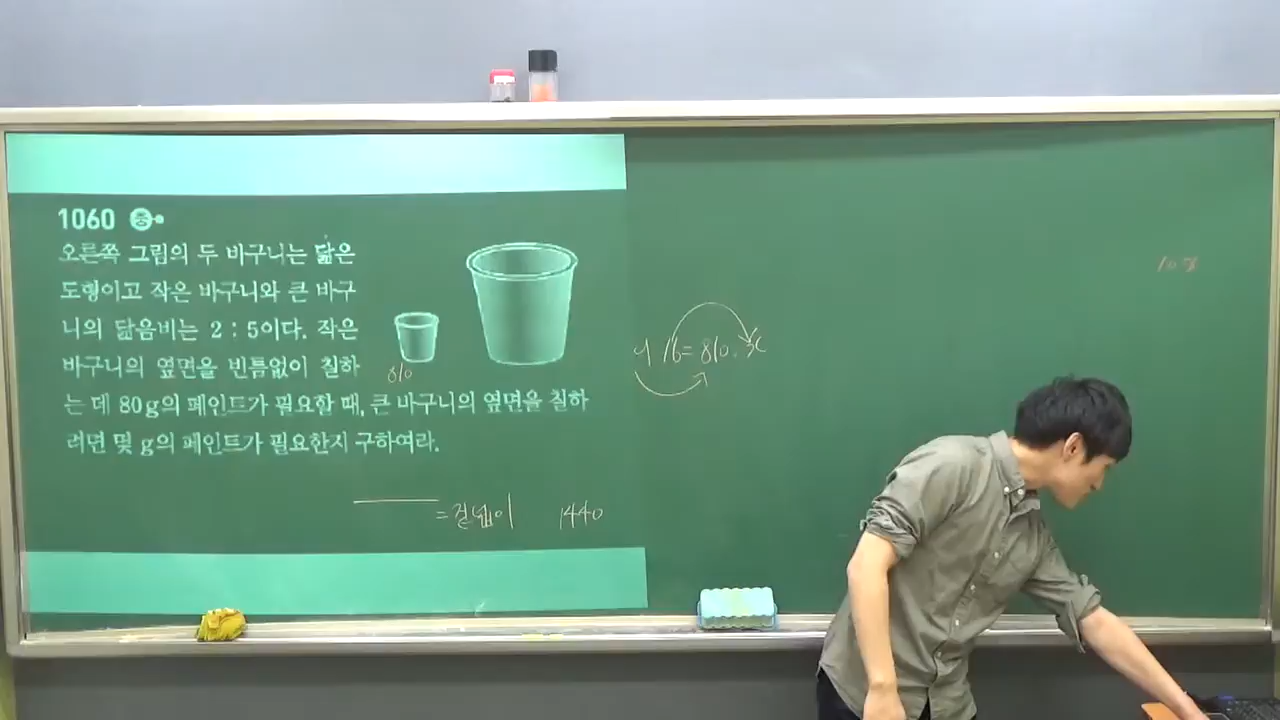 1060 중
오른쪽 그림의 두 바구니는 닮은
도형이고 작은 바구니와 큰 바구
니의 닮음비는 2 : 5이다. 작은
바구니의 옆면을 빈틈없이 칠하
는 데 80g의 페인트가 필요할 때, 큰 바구니의 옆면을 칠하
려면 몇 g의 페인트가 필요한지 구하여라.
810
16 = 810 : x
= 겉넓이 1440